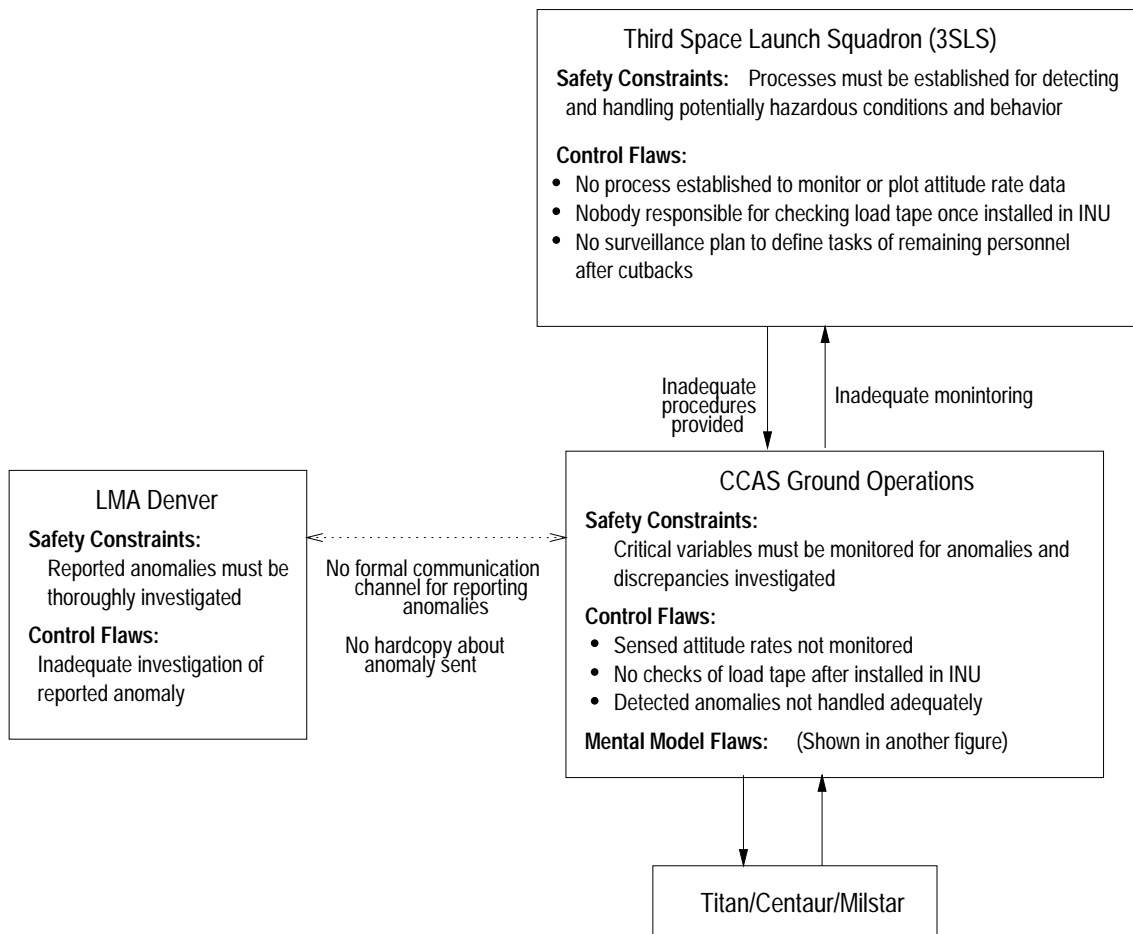 Third Space Launch Squadron (3SLS)
Safety Constraints: Processes must be established for detecting
and handling potentially hazardous conditions and behavior
Control Flaws:
• No process established to monitor or plot attitude rate data
• Nobody responsible for checking load tape once installed in INU
• No surveillance plan to define tasks of remaining personnel
after cutbacks
Inadequate
procedures
provided
Inadequate monintoring
LMA Denver
Safety Constraints:
Reported anomalies must be
thoroughly investigated
Control Flaws:
Inadequate investigation of
reported anomaly
No formal communication
channel for reporting
anomalies
No hardcopy about
anomaly sent
CCAS Ground Operations
Safety Constraints:
Critical variables must be monitored for anomalies and
discrepancies investigated
Control Flaws:
• Sensed attitude rates not monitored
• No checks of load tape after installed in INU
• Detected anomalies not handled adequately
Mental Model Flaws: (Shown in another figure)
Titan/Centaur/Milstar